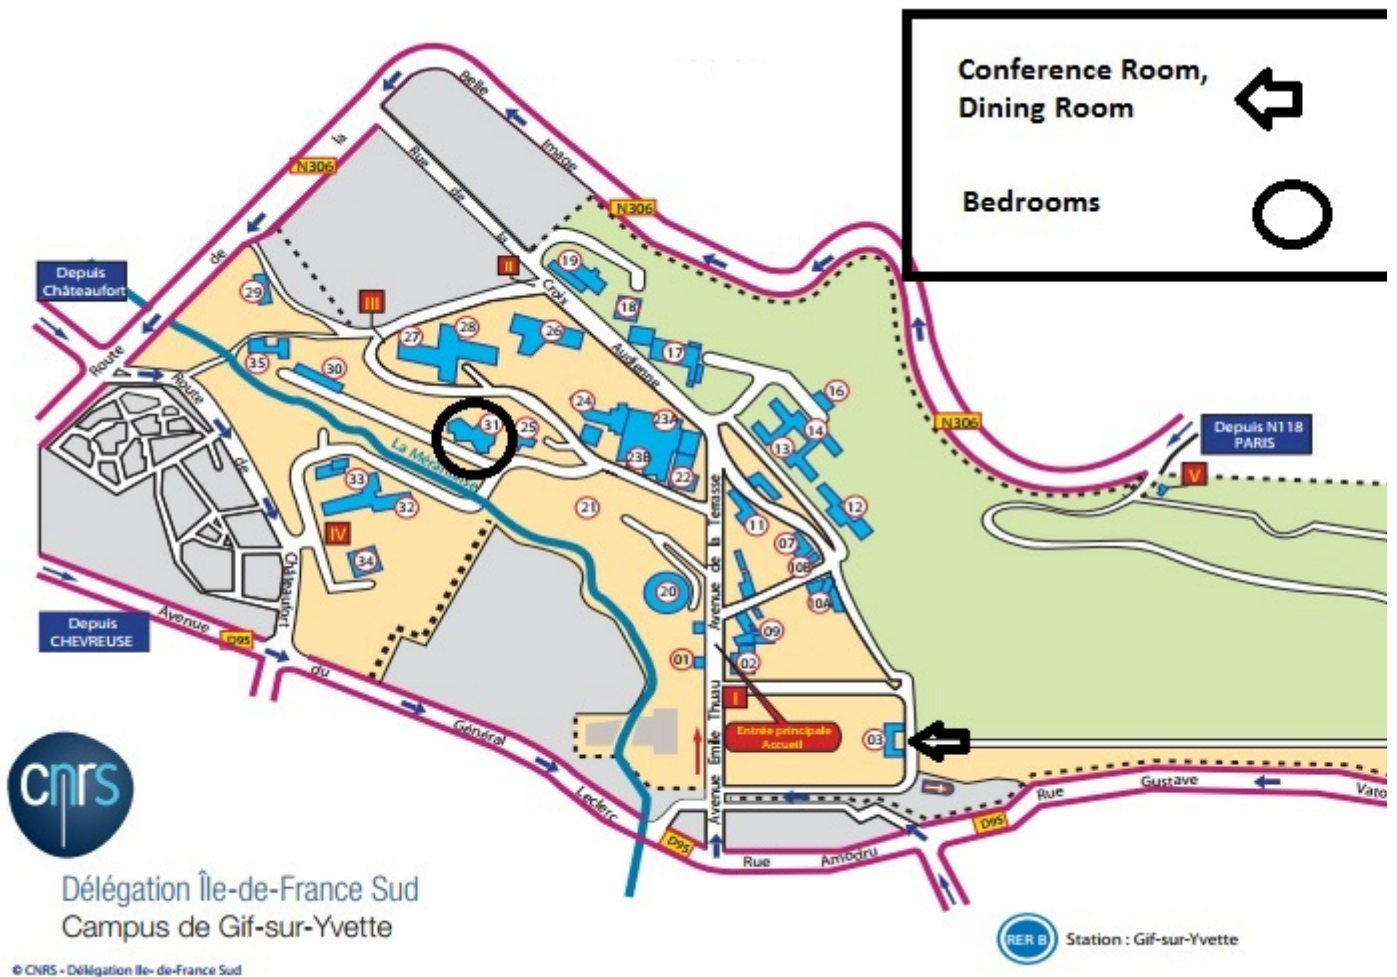 Conference Room,
Dining Room
Bedrooms
Belle
Image
la
N306
Rue
de
la
N306
de
Depuis
Châteaufort
II
19
Croix
III
29
18
27
28
26
17
Audienne
35
30
Route
Route
16
24
23A
14
N306
Depuis N118
PARIS
31
25
13
de
La Mérantaise
23B
22
V
33
32
21
Avenue de la Terrasse
11
12
IV
07
34
10B
Châteaufort
20
10A
Depuis
CHEVREUSE
Avenue
D95
09
01
02
du
I
Avenue Emile Thuau
Entrée principale
Accueil
03
Général
Leclerc
Rue
Gustave
Vato
D95
D95
Rue
Amodru
cnrs
Délégation Île-de-France Sud
Campus de Gif-sur-Yvette
RER B
Station : Gif-sur-Yvette
© CNRS - Délégation Ile- de-France Sud